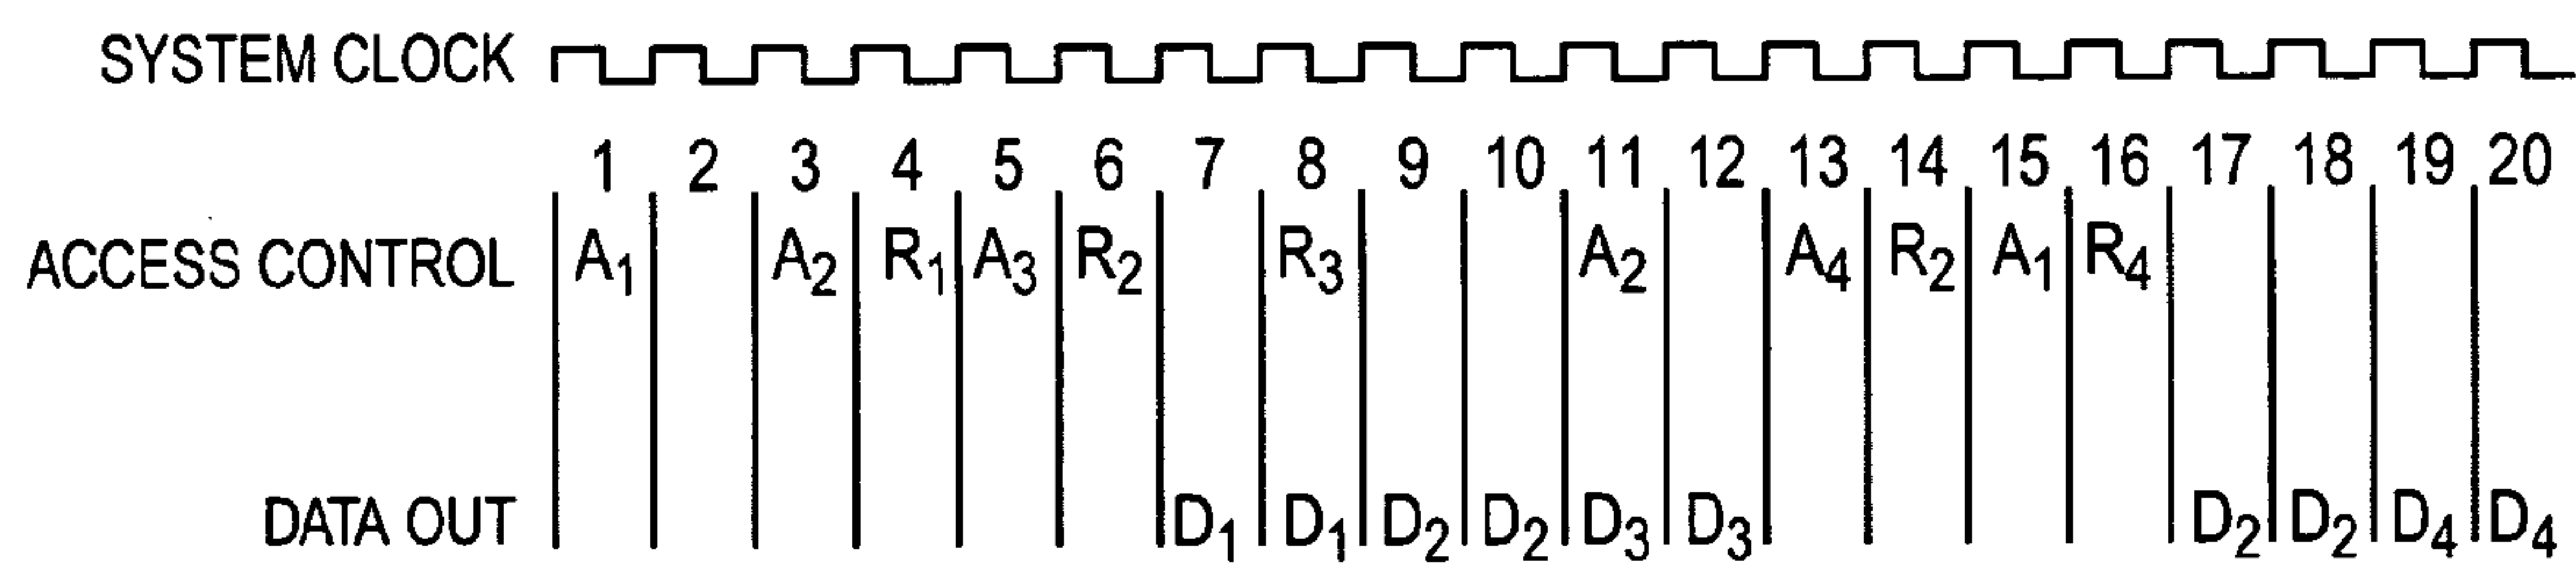 SYSTEM CLOCK
1 2 3 4 5 6 7 8 9 10 11 12 13 14 15 16 17 18 19 20
ACCESS CONTROL A₁ A₂ R₁ A₃ R₂ R₃ A₂ A₄ R₂ A₁ R₄
DATA OUT D₁ D₁ D₂ D₂ D₃ D₃ D₂ D₂ D₄ D₄